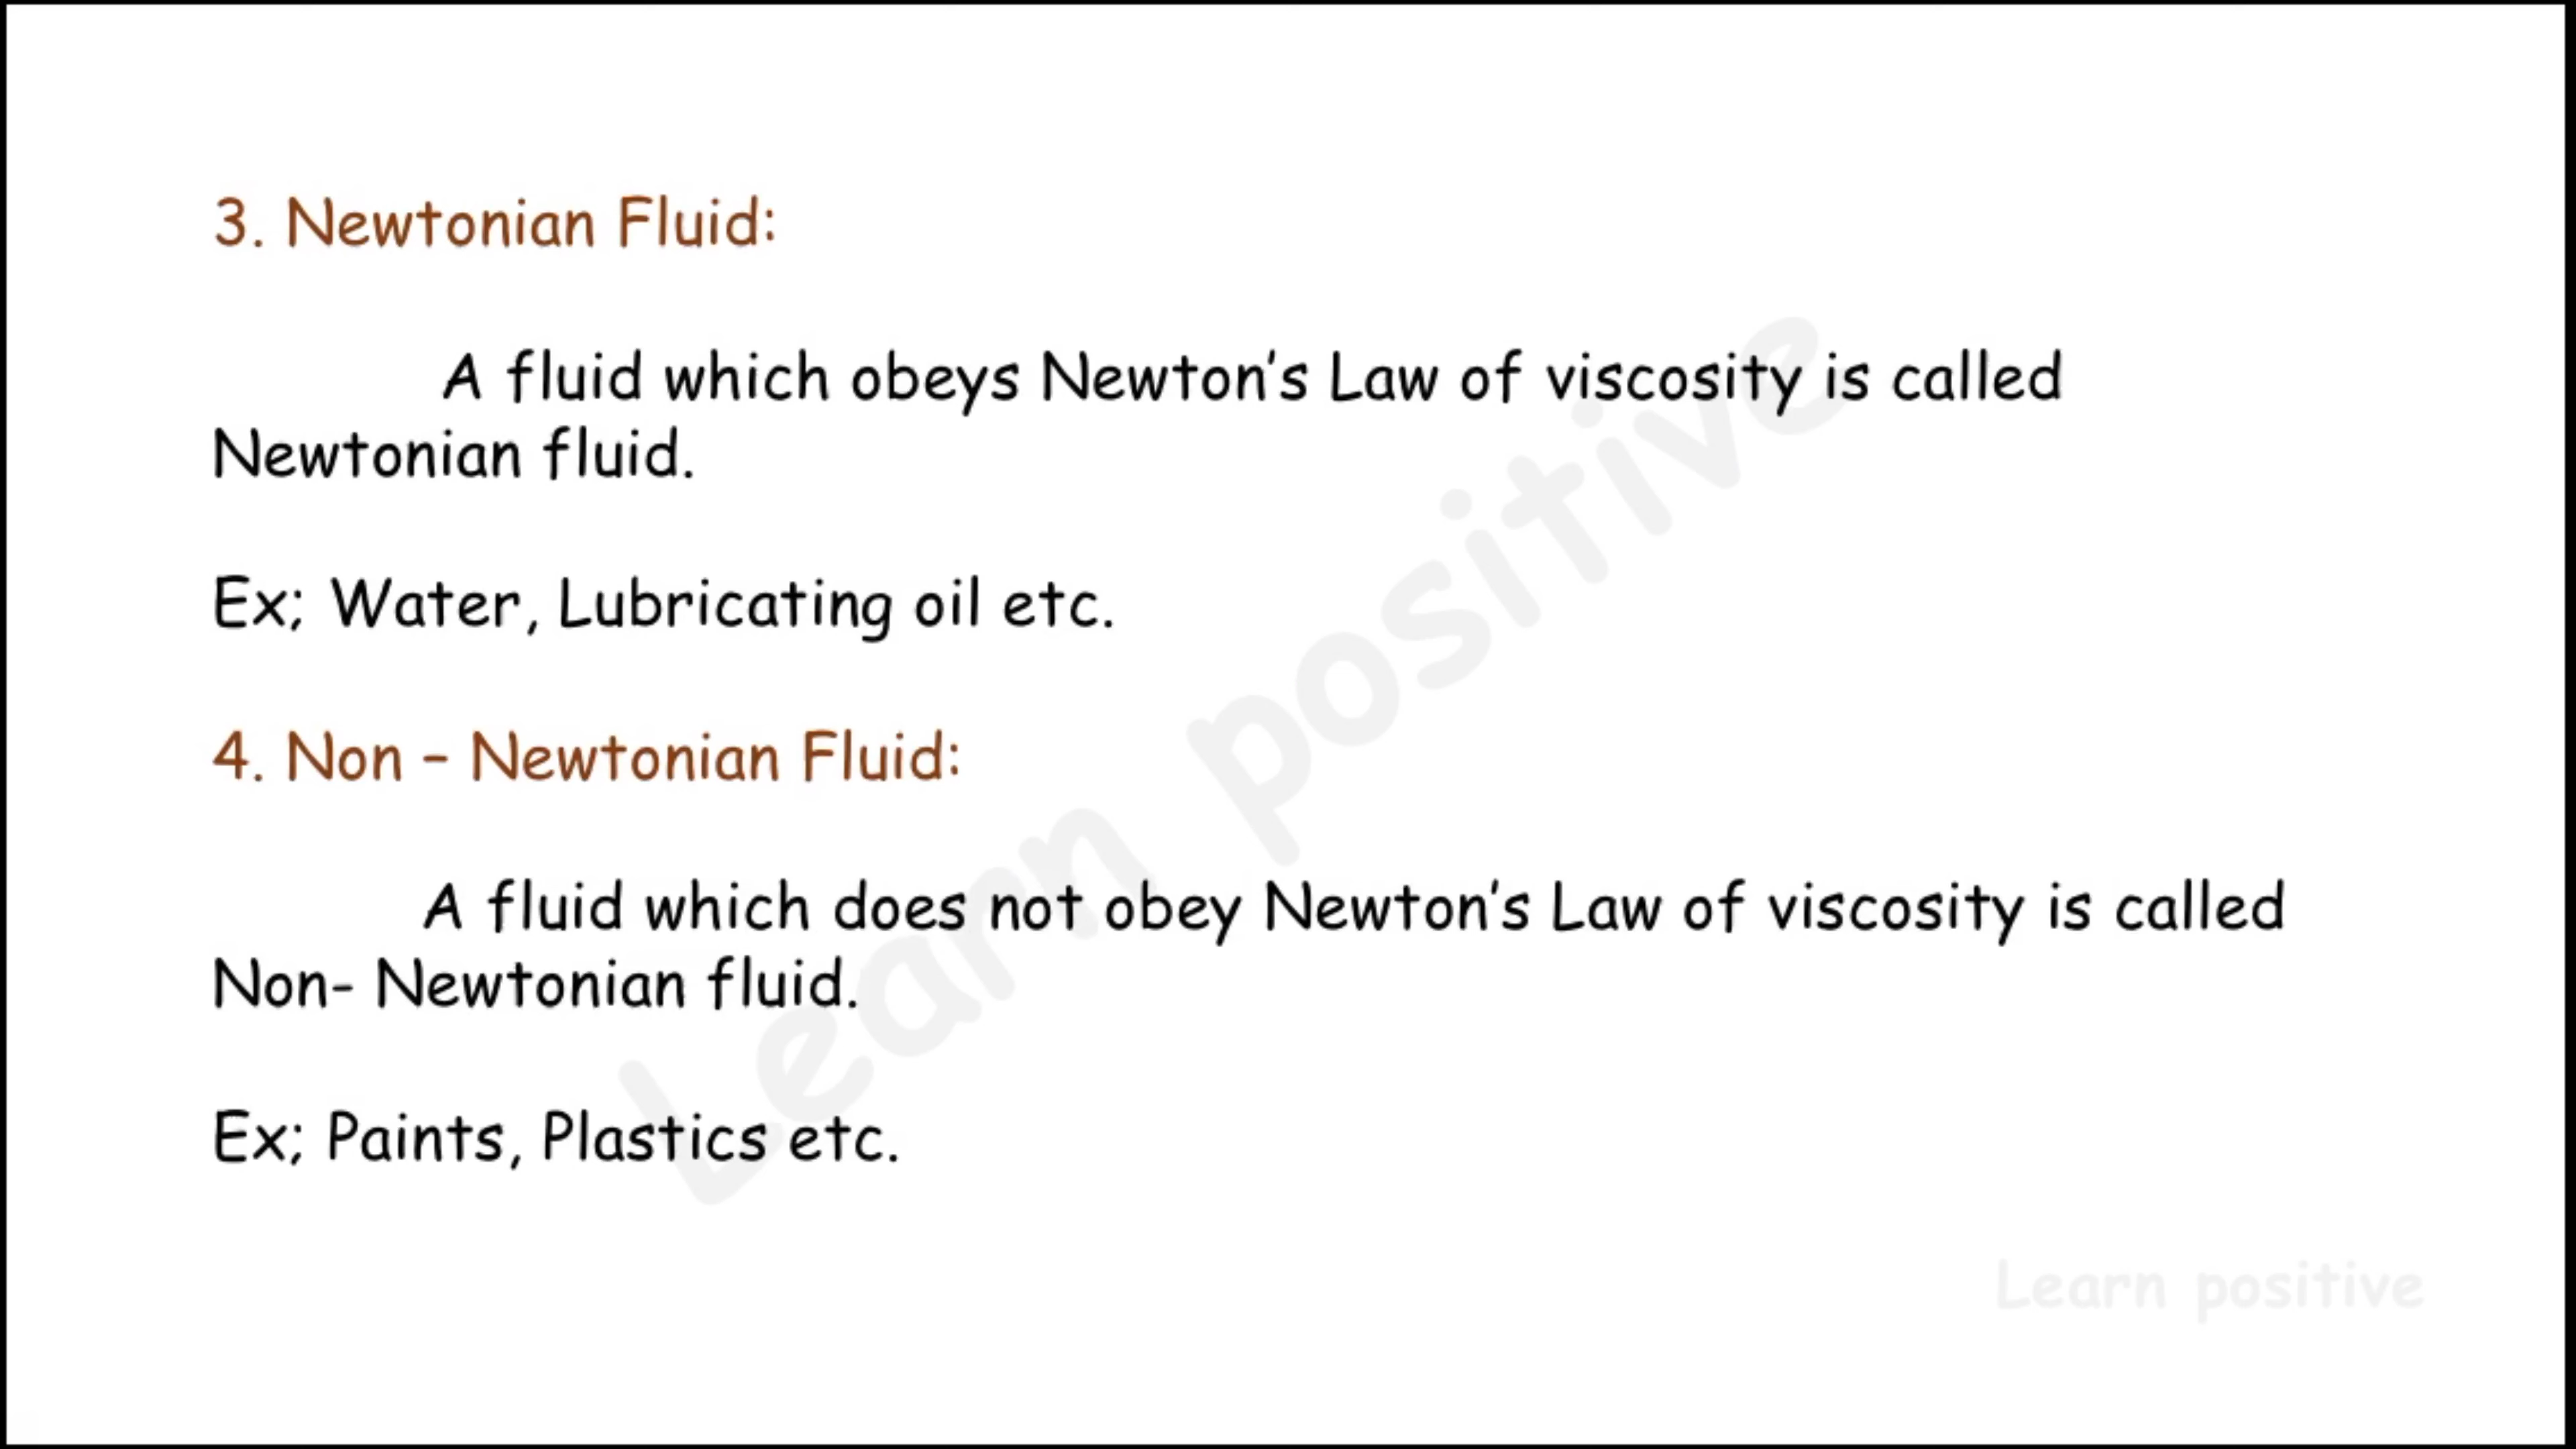 3. Newtonian Fluid:
A fluid which obeys Newton's Law of viscosity is called
Newtonian fluid.
Ex; Water, Lubricating oil etc.
4. Non - Newtonian Fluid:
A fluid which does not obey Newton's Law of viscosity is called
Non- Newtonian fluid.
Ex; Paints, Plastics etc.
Learn positive
Learn positive